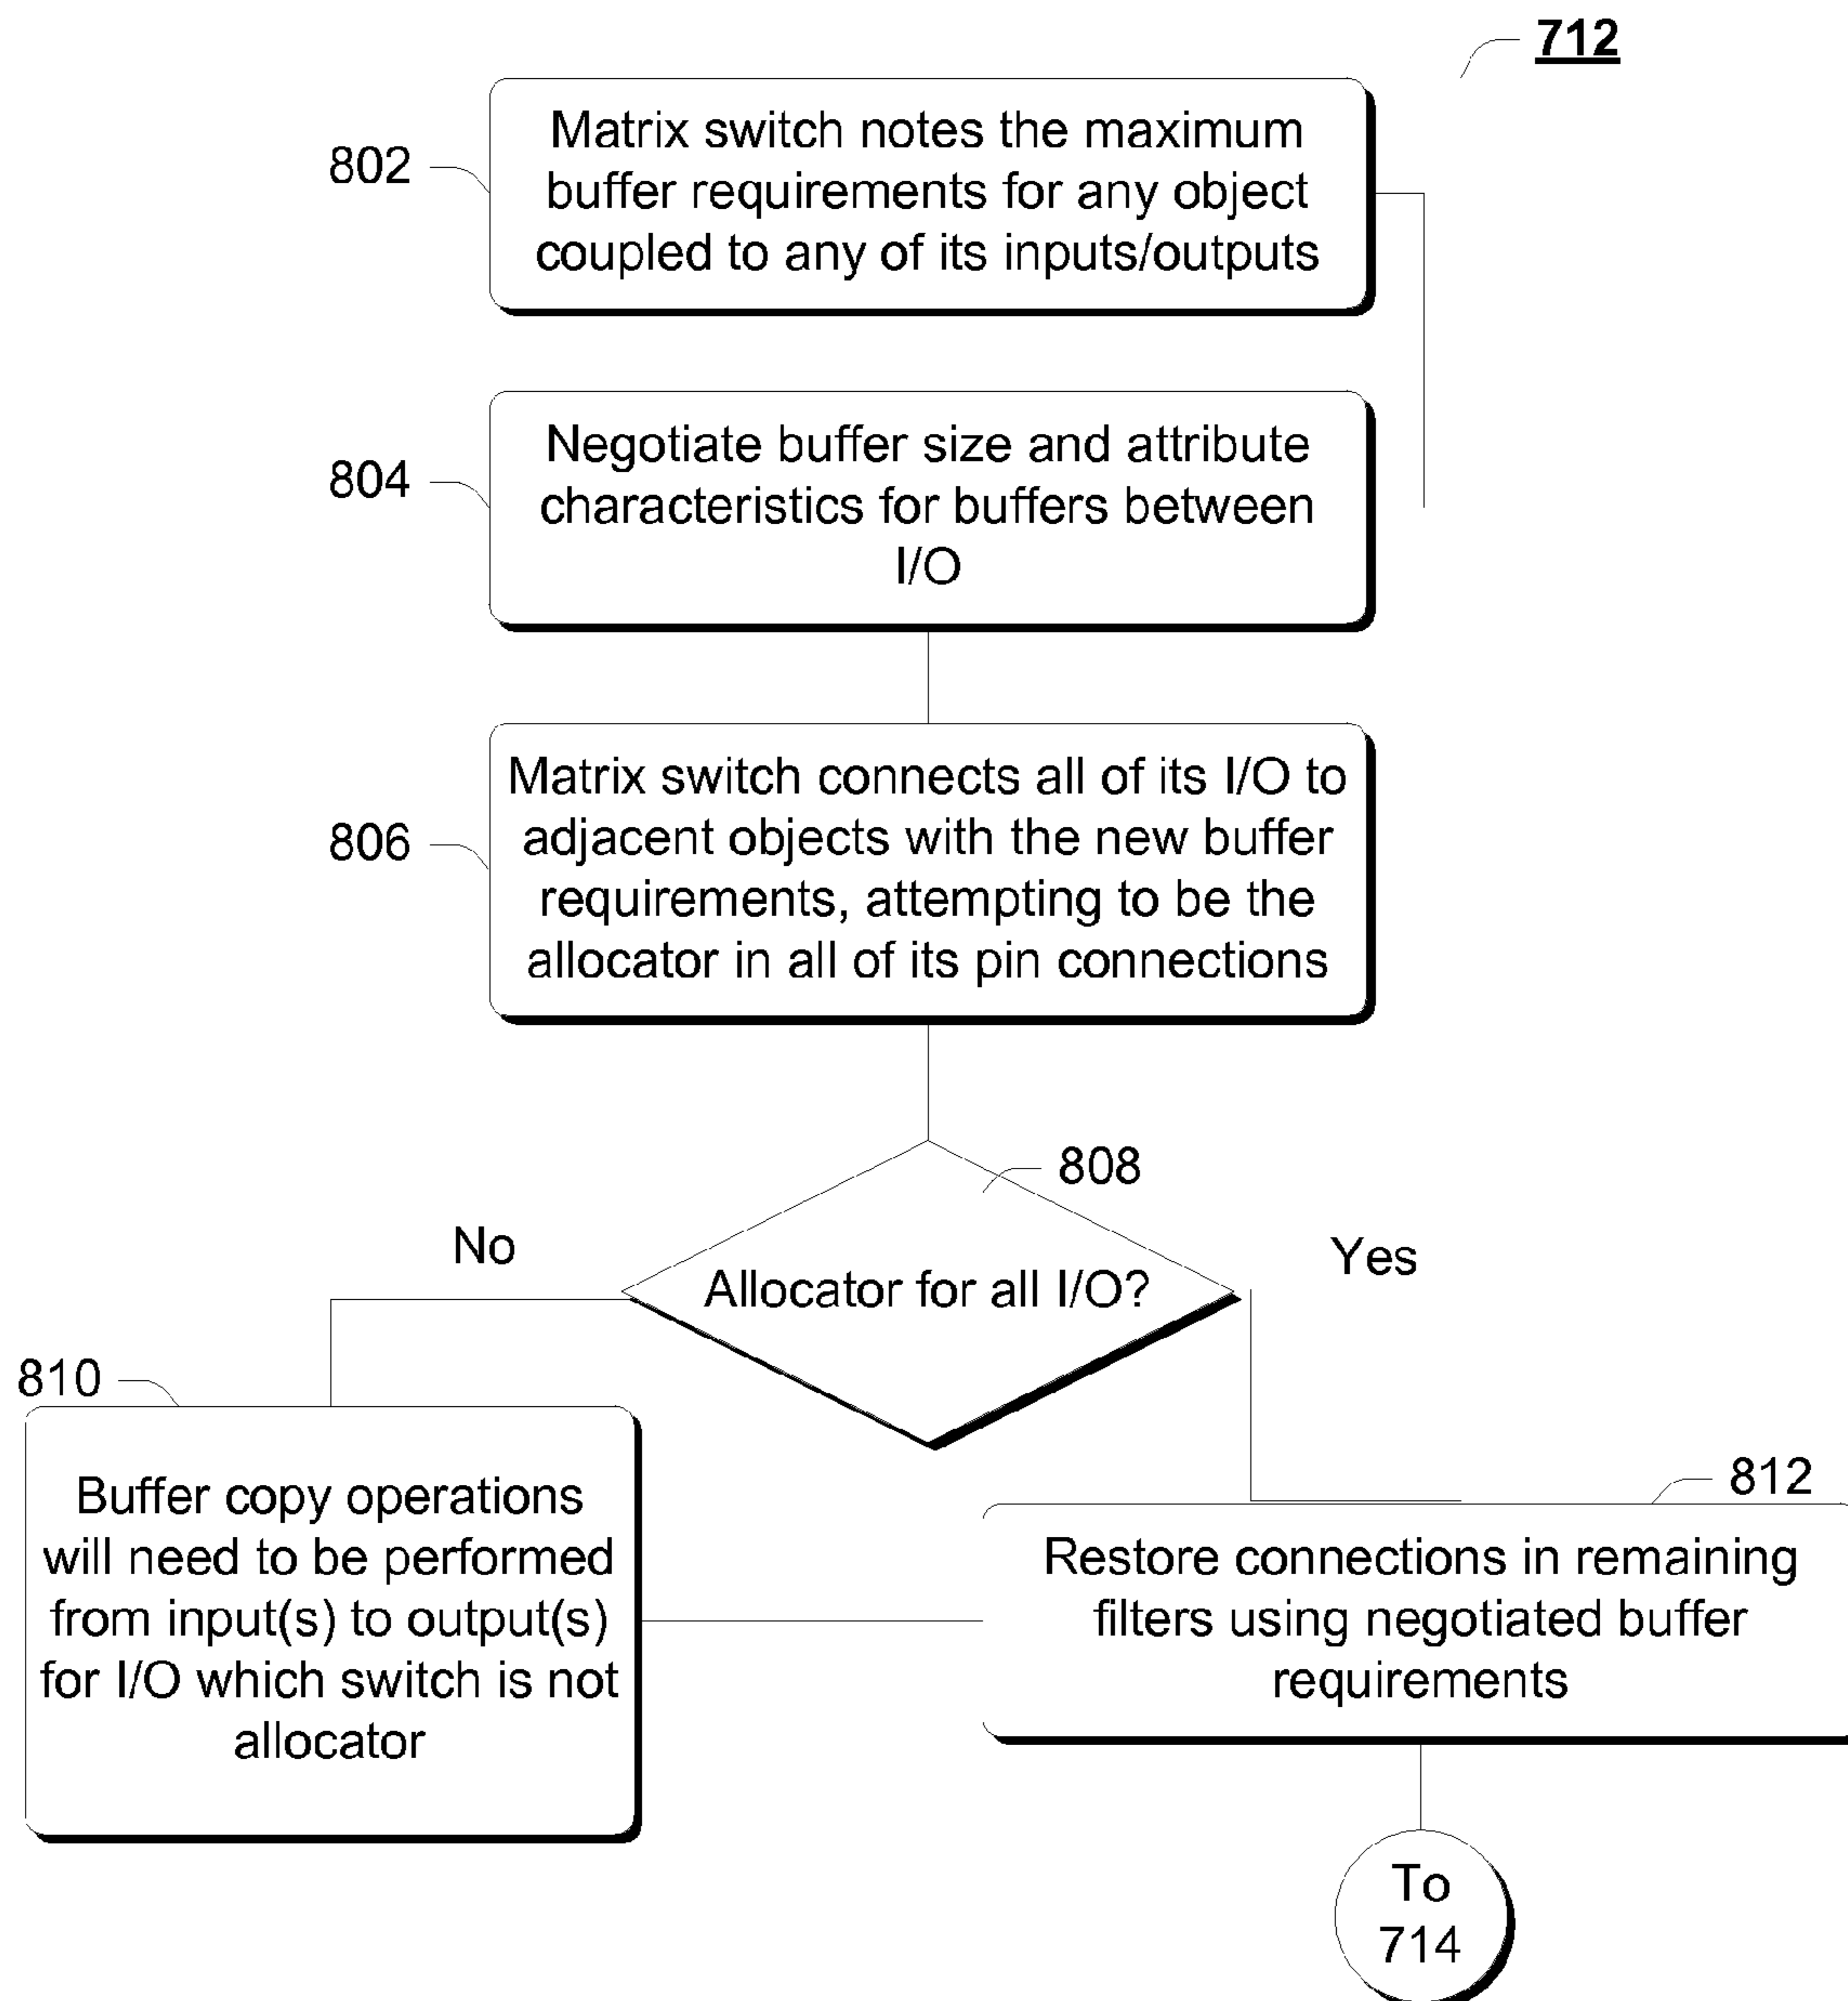 712
802
Matrix switch notes the maximum
buffer requirements for any object
coupled to any of its inputs/outputs
804
Negotiate buffer size and attribute
characteristics for buffers between
I/O
806
Matrix switch connects all of its I/O to
adjacent objects with the new buffer
requirements, attempting to be the
allocator in all of its pin connections
808
No
Yes
Allocator for all I/O?
810
Buffer copy operations
will need to be performed
from input(s) to output(s)
for I/O which switch is not
allocator
812
Restore connections in remaining
filters using negotiated buffer
requirements
To
714